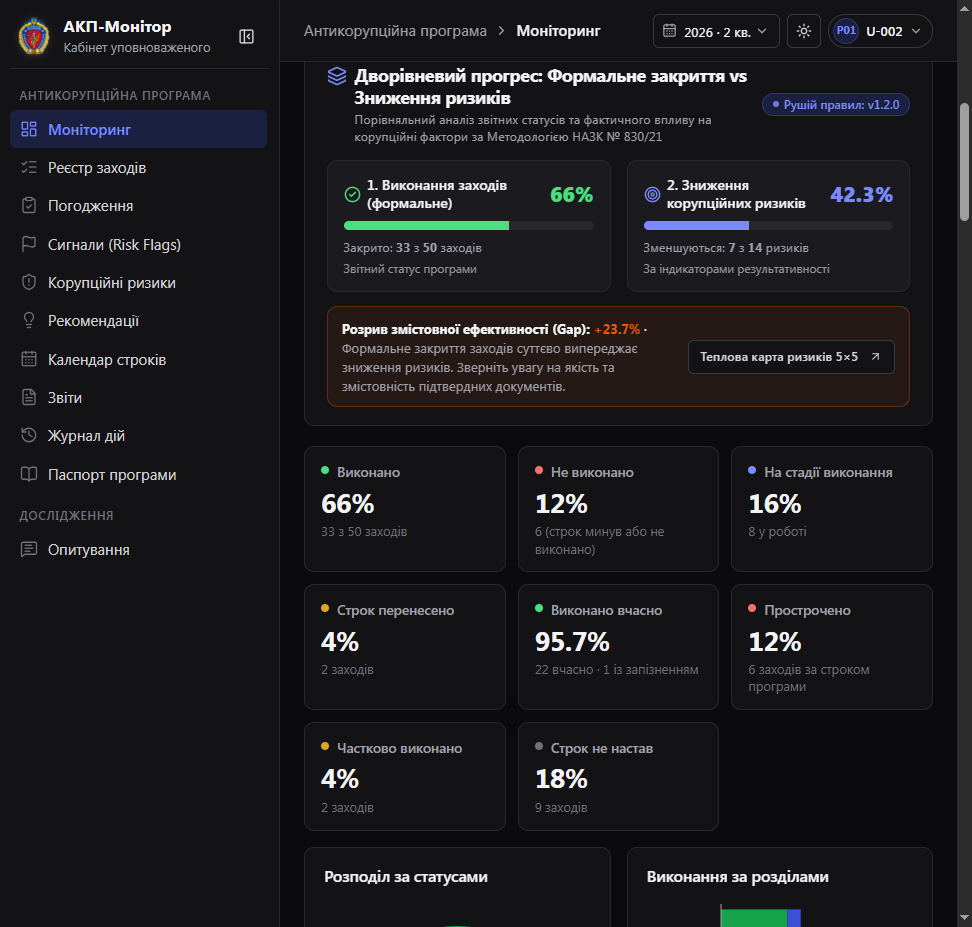 АКП-Монітор
Кабінет уповноваженого
АНТИКОРУПЦІЙНА ПРОГРАМА
Моніторинг
Реєстр заходів
Погодження
Сигнали (Risk Flags)
Корупційні ризики
Рекомендації
Календар строків
Звіти
Журнал дій
Паспорт програми
ДОСЛІДЖЕННЯ
Опитування
Антикорупційна програма > Моніторинг
2026 · 2 кв.
P01 U-002
Дворівневий прогрес: Формальне закриття vs
Зниження ризиків
Порівняльний аналіз звітних статусів та фактичного впливу на
корупційні фактори за Методологією НАЗК № 830/21
Рушій правил: v1.2.0
1. Виконання заходів
(формальне)
66%
Закрито: 33 з 50 заходів
Звітний статус програми
2. Зниження
корупційних ризиків
42.3%
Зменшуються: 7 з 14 ризиків
За індикаторами результативності
Розрив змістовної ефективності (Gap): +23.7% ·
Формальне закриття заходів суттєво випереджає
зниження ризиків. Зверніть увагу на якість та
змістовність підтвердних документів.
Теплова карта ризиків 5×5
Виконано
66%
33 з 50 заходів
Не виконано
12%
6 (строк минув або не
виконано)
На стадії виконання
16%
8 у роботі
Строк перенесено
4%
2 заходів
Виконано вчасно
95.7%
22 вчасно · 1 із запізненням
Прострочено
12%
6 заходів за строком
програми
Частково виконано
4%
2 заходів
Строк не настав
18%
9 заходів
Розподіл за статусами
Виконання за розділами